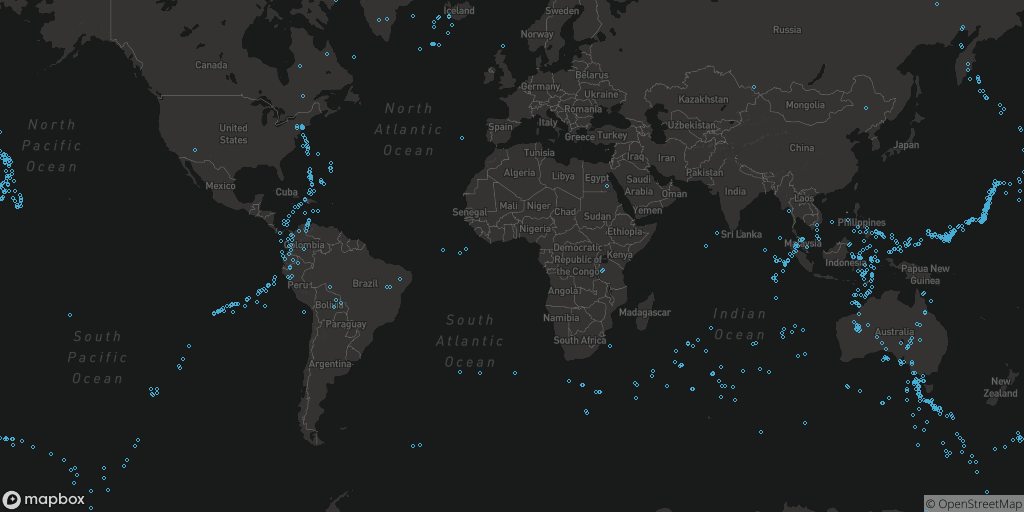 Iceland
Sweden
Norway
Russia
Canada
Belarus
Germany
Ukraine
Kazakhstan
Mongolia
North
Atlantic
Ocean
North
Pacific
Ocean
United
States
Romania
Italy
Spain
Greece
Turkey
Uzbekistan
Japan
China
Tunisia
Iraq
Iran
Pakistan
Algeria
Libya
Egypt
Saudi
Arabia
Oman
India
Laos
Mexico
Cuba
Senegal
Mali
Niger
Chad
Sudan
Yemen
Philippines
Nigeria
Ethiopia
Sri Lanka
Malaysia
Colombia
Democratic
Republic of
the Congo
Kenya
Indonesia
Papua New
Guinea
Peru
Brazil
Bolivia
Angola
Namibia
Madagascar
Indian
Ocean
Paraguay
South
Atlantic
Ocean
South Africa
Australia
South
Pacific
Ocean
Argentina
New
Zealand
mapbox
© OpenStreetMap